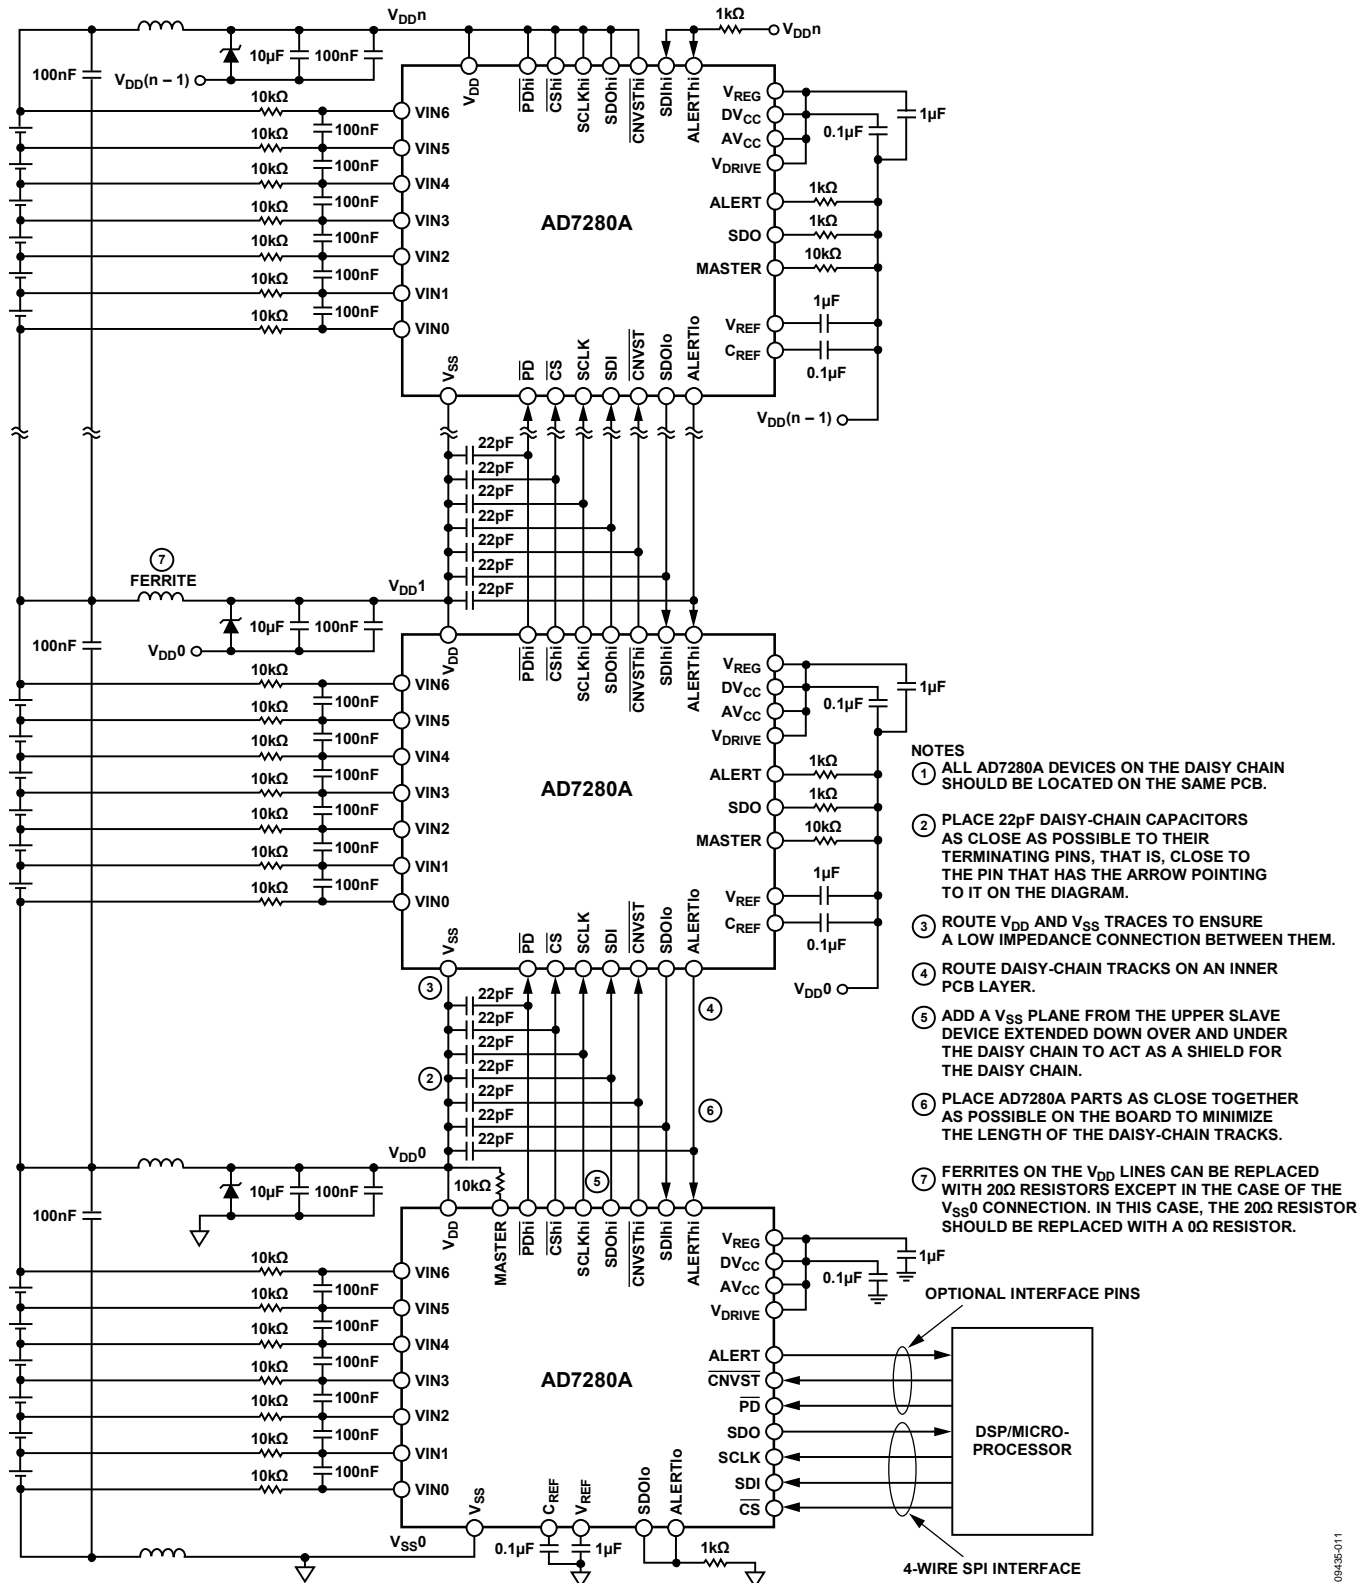 VDDn
1kΩ
VDDn
10µF
100nF
100nF
VDD(n – 1)
VDD
PDhi
CShi
SCLKhi
SDOhi
CNVSThi
SDIhi
ALERThi
10kΩ
VIN6
100nF
10kΩ
VIN5
100nF
10kΩ
VIN4
100nF
10kΩ
VIN3
100nF
10kΩ
VIN2
100nF
10kΩ
VIN1
100nF
10kΩ
VIN0
AD7280A
VREG
DVCC
AVCC
VDRIVE
0.1µF
1µF
ALERT
1kΩ
SDO
1kΩ
MASTER
10kΩ
VREF
1µF
CREF
0.1µF
VDD(n – 1)
VSS
PD
CS
SCLK
SDI
CNVST
SDOlo
ALERTlo
22pF
22pF
22pF
22pF
22pF
22pF
22pF
7
FERRITE
VDD1
10µF
100nF
100nF
VDD0
VDD
PDhi
CShi
SCLKhi
SDOhi
CNVSThi
SDIhi
ALERThi
10kΩ
VIN6
100nF
10kΩ
VIN5
100nF
10kΩ
VIN4
100nF
10kΩ
VIN3
100nF
10kΩ
VIN2
100nF
10kΩ
VIN1
100nF
10kΩ
VIN0
AD7280A
VREG
DVCC
AVCC
VDRIVE
0.1µF
1µF
ALERT
1kΩ
SDO
1kΩ
MASTER
10kΩ
VREF
1µF
CREF
0.1µF
VDD0
VSS
PD
CS
SCLK
SDI
CNVST
SDOlo
ALERTlo
3
4
22pF
22pF
22pF
22pF
2
22pF
22pF
22pF
6
5
VDD0
10kΩ
10µF
100nF
100nF
VDD
MASTER
PDhi
CShi
SCLKhi
SDOhi
CNVSThi
SDIhi
ALERThi
10kΩ
VIN6
100nF
10kΩ
VIN5
100nF
10kΩ
VIN4
100nF
10kΩ
VIN3
100nF
10kΩ
VIN2
100nF
10kΩ
VIN1
100nF
10kΩ
VIN0
AD7280A
VREG
DVCC
AVCC
VDRIVE
0.1µF
1µF
ALERT
CNVST
PD
SDO
SCLK
SDI
CS
VSS
CREF
VREF
SDOlo
ALERTlo
VSS0
0.1µF
1µF
1kΩ
OPTIONAL INTERFACE PINS
DSP/MICRO-
PROCESSOR
4-WIRE SPI INTERFACE
NOTES
1 ALL AD7280A DEVICES ON THE DAISY CHAIN
SHOULD BE LOCATED ON THE SAME PCB.
2 PLACE 22pF DAISY-CHAIN CAPACITORS
AS CLOSE AS POSSIBLE TO THEIR
TERMINATING PINS, THAT IS, CLOSE TO
THE PIN THAT HAS THE ARROW POINTING
TO IT ON THE DIAGRAM.
3 ROUTE VDD AND VSS TRACES TO ENSURE
A LOW IMPEDANCE CONNECTION BETWEEN THEM.
4 ROUTE DAISY-CHAIN TRACKS ON AN INNER
PCB LAYER.
5 ADD A VSS PLANE FROM THE UPPER SLAVE
DEVICE EXTENDED DOWN OVER AND UNDER
THE DAISY CHAIN TO ACT AS A SHIELD FOR
THE DAISY CHAIN.
6 PLACE AD7280A PARTS AS CLOSE TOGETHER
AS POSSIBLE ON THE BOARD TO MINIMIZE
THE LENGTH OF THE DAISY-CHAIN TRACKS.
7 FERRITES ON THE VDD LINES CAN BE REPLACED
WITH 20Ω RESISTORS EXCEPT IN THE CASE OF THE
VSS0 CONNECTION. IN THIS CASE, THE 20Ω RESISTOR
SHOULD BE REPLACED WITH A 0Ω RESISTOR.
09435-011